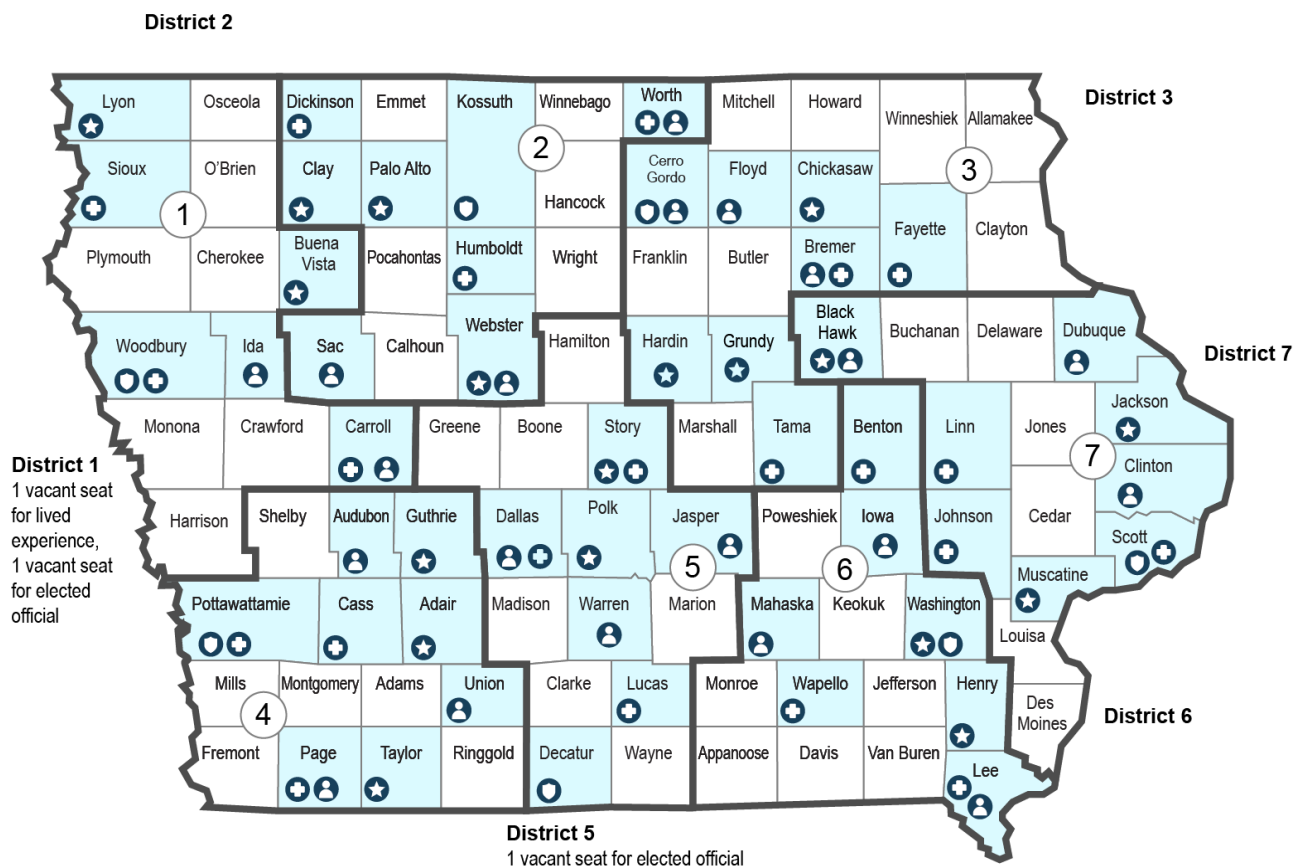 District 2
Lyon
Osceola
Dickinson
Emmet
Kossuth
Winnebago
Worth
Mitchell
Howard
Winneshiek
Allamakee
District 3
Sioux
O'Brien
Clay
Palo Alto
2
Hancock
Cerro
Gordo
Floyd
Chickasaw
3
1
Plymouth
Cherokee
Buena
Vista
Pocahontas
Humboldt
Wright
Franklin
Butler
Bremer
Fayette
Clayton
Woodbury
Ida
Sac
Calhoun
Webster
Hamilton
Hardin
Grundy
Black
Hawk
Buchanan
Delaware
Dubuque
District 7
Monona
Crawford
Carroll
Greene
Boone
Story
Marshall
Tama
Benton
Linn
Jones
Jackson
7
Clinton
District 1
1 vacant seat
for lived
experience,
1 vacant seat
for elected
official
Harrison
Shelby
Audubon
Guthrie
Dallas
Polk
Jasper
Poweshiek
Iowa
Johnson
Cedar
Scott
5
6
Muscatine
Pottawattamie
Cass
Adair
Madison
Warren
Marion
Mahaska
Keokuk
Washington
Louisa
Mills
Montgomery
Adams
Union
Clarke
Lucas
Monroe
Wapello
Jefferson
Henry
Des
Moines
District 6
4
Fremont
Page
Taylor
Ringgold
Decatur
Wayne
Appanoose
Davis
Van Buren
Lee
District 5
1 vacant seat for elected official